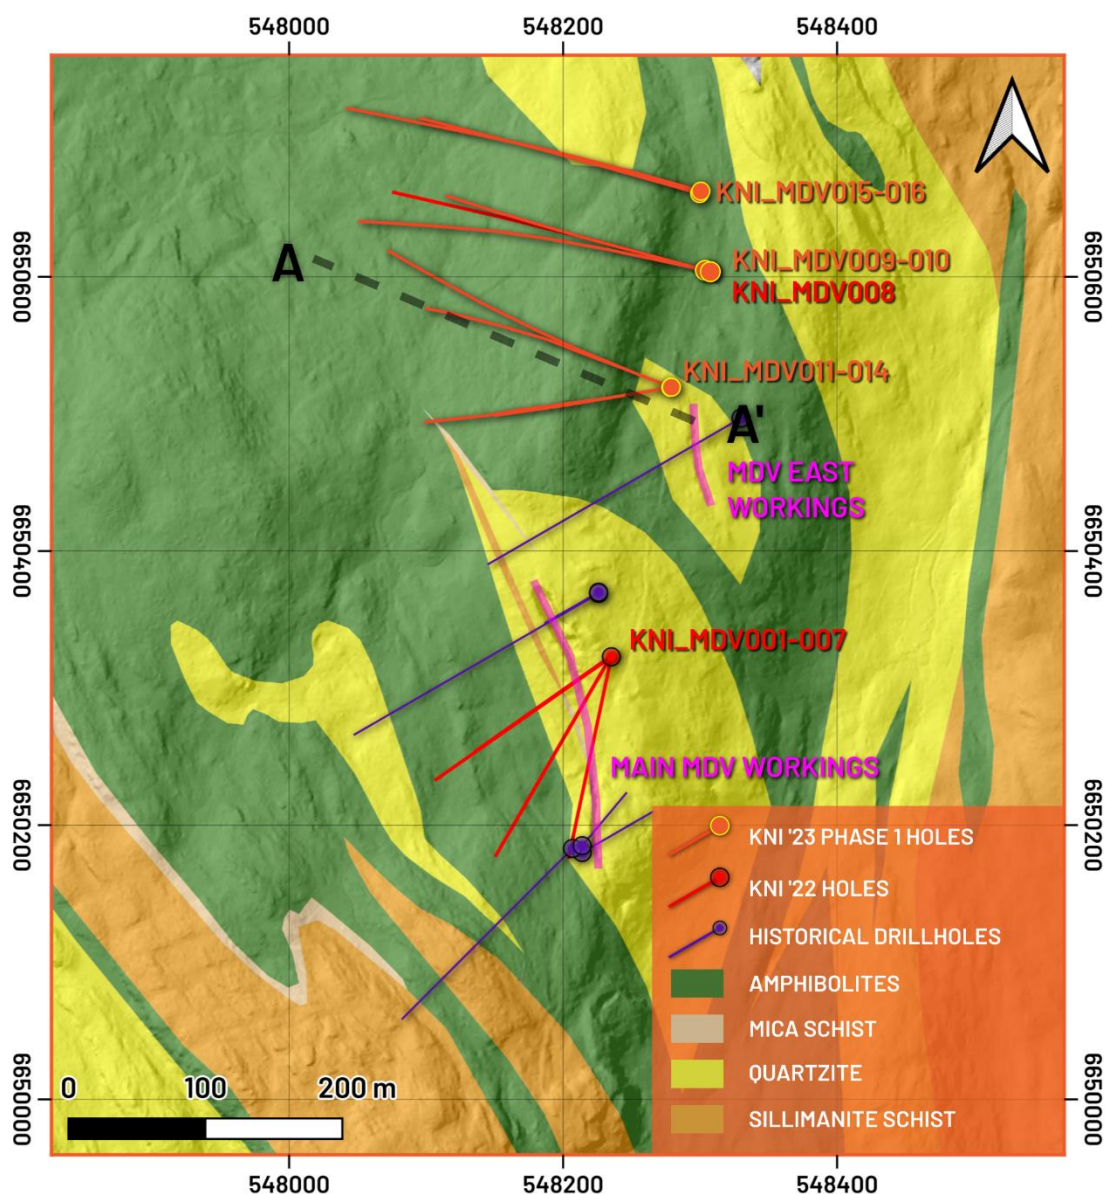 548000
548200
548400
KNI_MDV015-016
6650600
A
KNI_MDV009-010
KNI_MDV008
6650600
KNI_MDV011-014
A'
MDV EAST
WORKINGS
6650400
6650400
KNI_MDV001-007
MAIN MDV WORKINGS
6650200
6650200
KNI '23 PHASE 1 HOLES
KNI '22 HOLES
HISTORICAL DRILLHOLES
AMPHIBOLITES
MICA SCHIST
QUARTZITE
SILLIMANITE SCHIST
0
100
200 m
6650000
6650000
548000
548200
548400